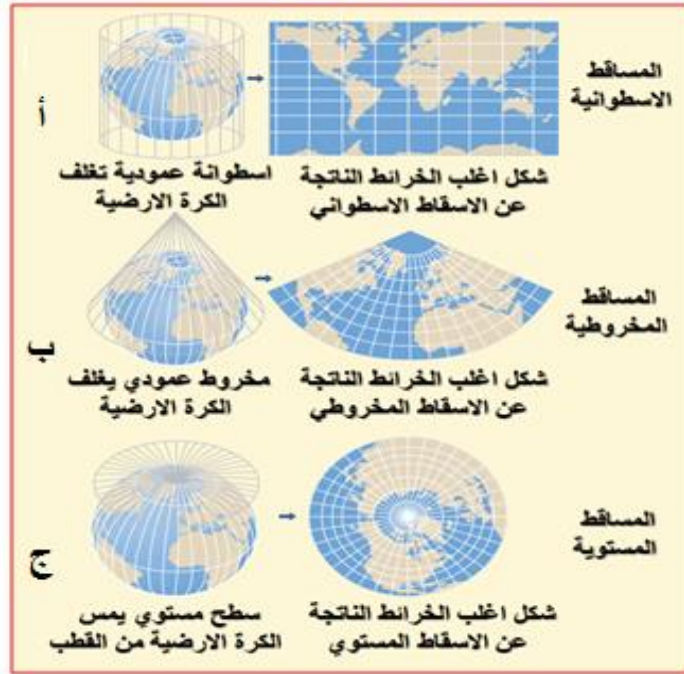 المساقط
الاسطوانية
شكل اغلب الخرائط الناتجة
عن الاسقاط الاسطواني
اسطوانة عمودية تغلف
الكرة الارضية
أ
المساقط
المخروطية
شكل اغلب الخرائط الناتجة
عن الاسقاط المخروطي
مخروط عمودي يغلف
الكرة الارضية
ب
المساقط
المستوية
شكل اغلب الخرائط الناتجة
عن الاسقاط المستوي
سطح مستوي يمس
الكرة الارضية من القطب
ج